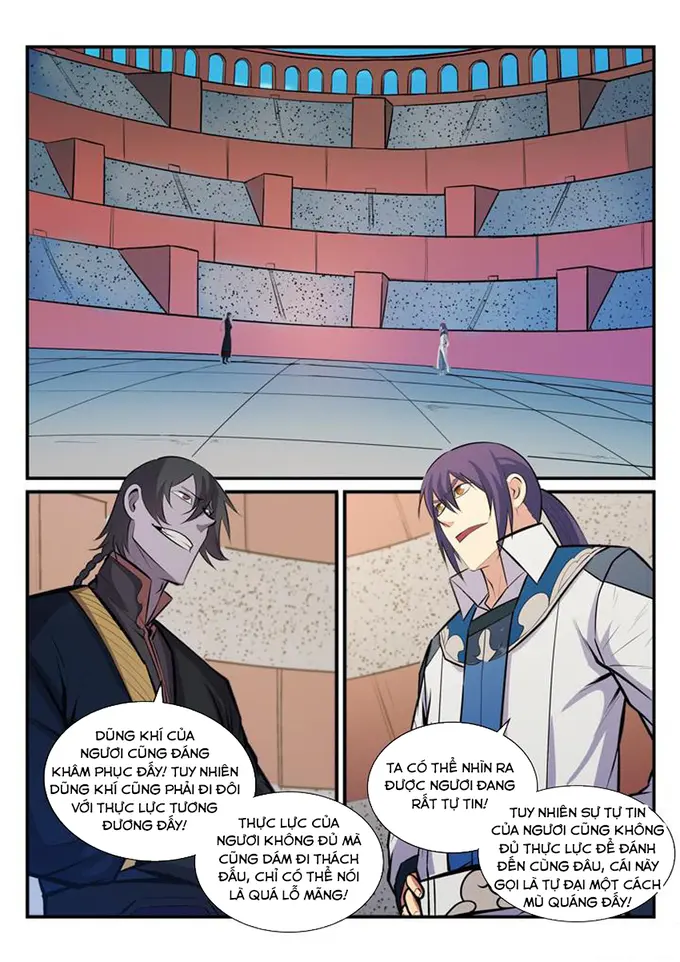 DŨNG KHÍ CỦA
NGƯƠI CŨNG ĐÁNG
KHÂM PHỤC ĐẤY! TUY NHIÊN
DŨNG KHÍ CŨNG PHẢI ĐI ĐÔI
VỚI THỰC LỰC TƯƠNG
ĐƯƠNG ĐẤY!
THỰC LỰC CỦA
NGƯƠI KHÔNG ĐỦ MÀ
CŨNG DÁM ĐI THÁCH
ĐẤU, CHỈ CÓ THỂ NÓI
LÀ QUÁ LỖ MÃNG!
TA CÓ THỂ NHÌN RA
ĐƯỢC NGƯƠI ĐANG
RẤT TỰ TIN!
TUY NHIÊN SỰ TỰ TIN
CỦA NGƯƠI CŨNG KHÔNG
ĐỦ THỰC LỰC ĐỂ ĐÁNH
ĐẾN CÙNG ĐÂU, CÁI NÀY
GỌI LÀ TỰ ĐẠI MỘT CÁCH
MÙ QUÁNG ĐẤY!